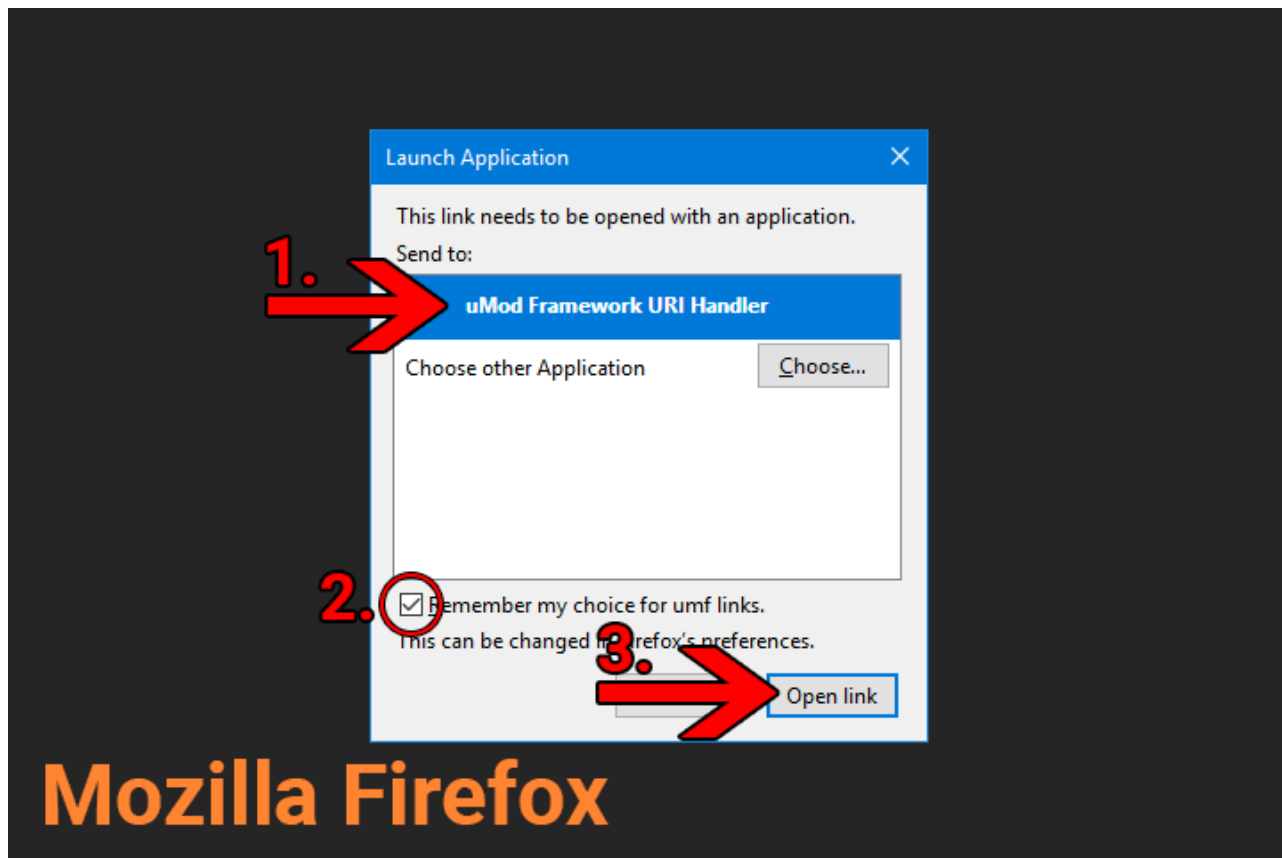 Launch Application
This link needs to be opened with an application.
Send to:
1.
uMod Framework URI Handler
Choose other Application
Choose...
2.
Remember my choice for umf links.
This can be changed in Firefox's preferences.
3.
Open link
Mozilla Firefox